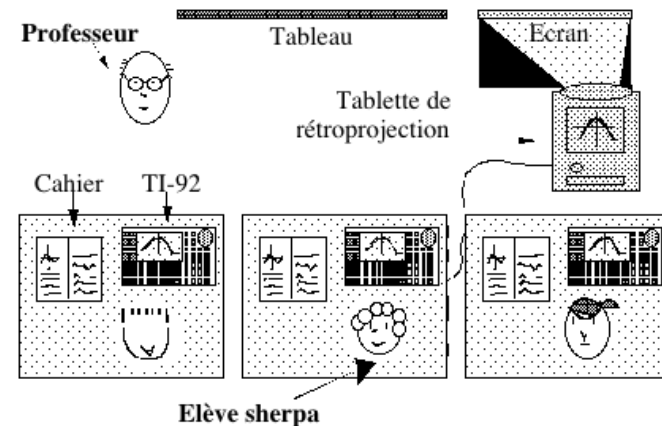 Professeur
Tableau
Ecran
Tablette de
rétroprojection
Cahier
TI-92
Elève sherpa